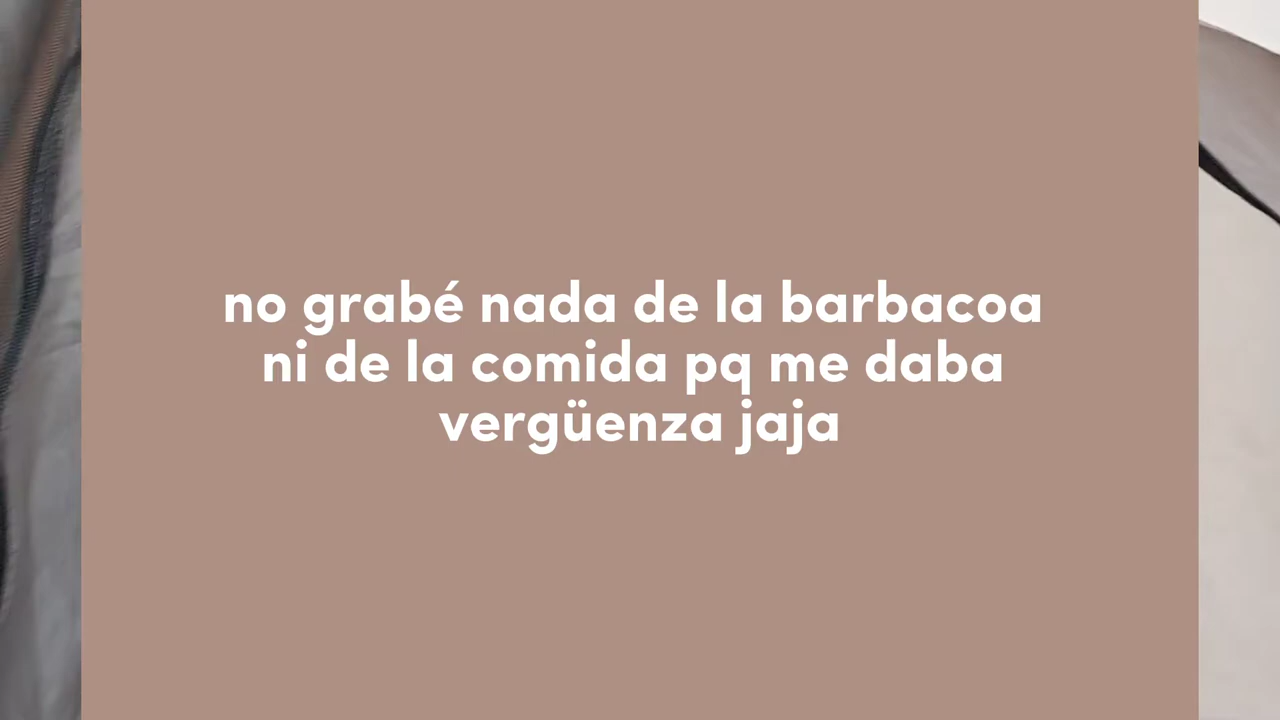 no grabé nada de la barbacoa
ni de la comida pq me daba
vergüenza jaja